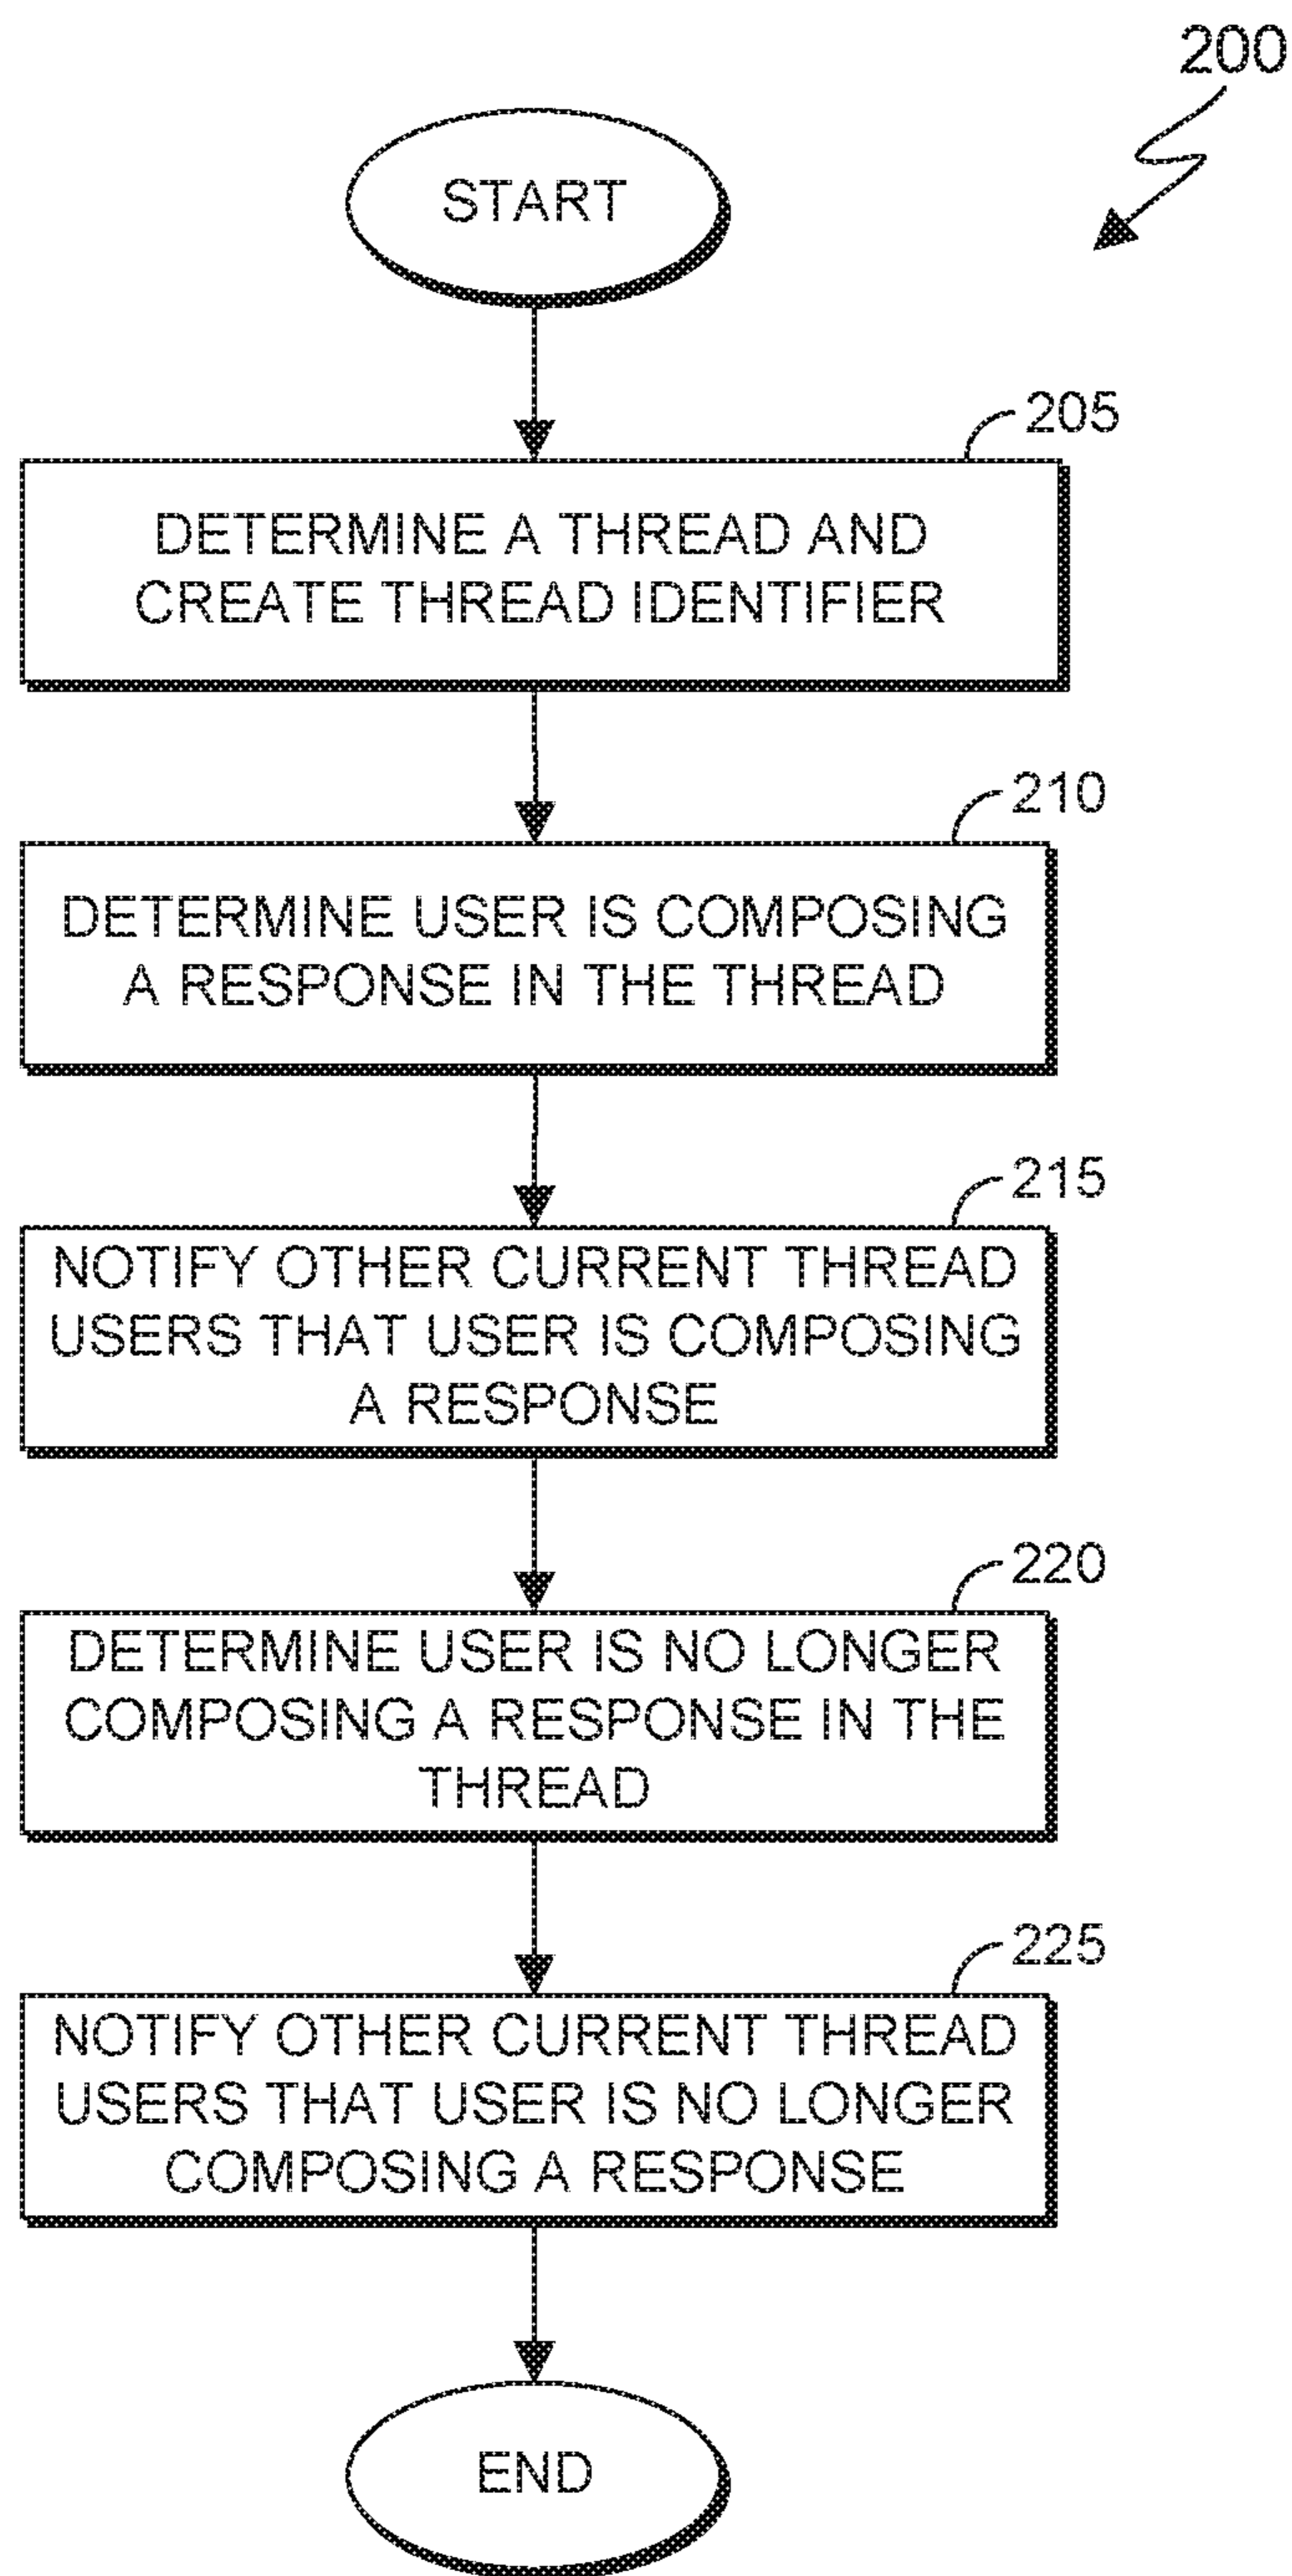 200
START
205
DETERMINE A THREAD AND
CREATE THREAD IDENTIFIER
210
DETERMINE USER IS COMPOSING
A RESPONSE IN THE THREAD
215
NOTIFY OTHER CURRENT THREAD
USERS THAT USER IS COMPOSING
A RESPONSE
220
DETERMINE USER IS NO LONGER
COMPOSING A RESPONSE IN THE
THREAD
225
NOTIFY OTHER CURRENT THREAD
USERS THAT USER IS NO LONGER
COMPOSING A RESPONSE
END